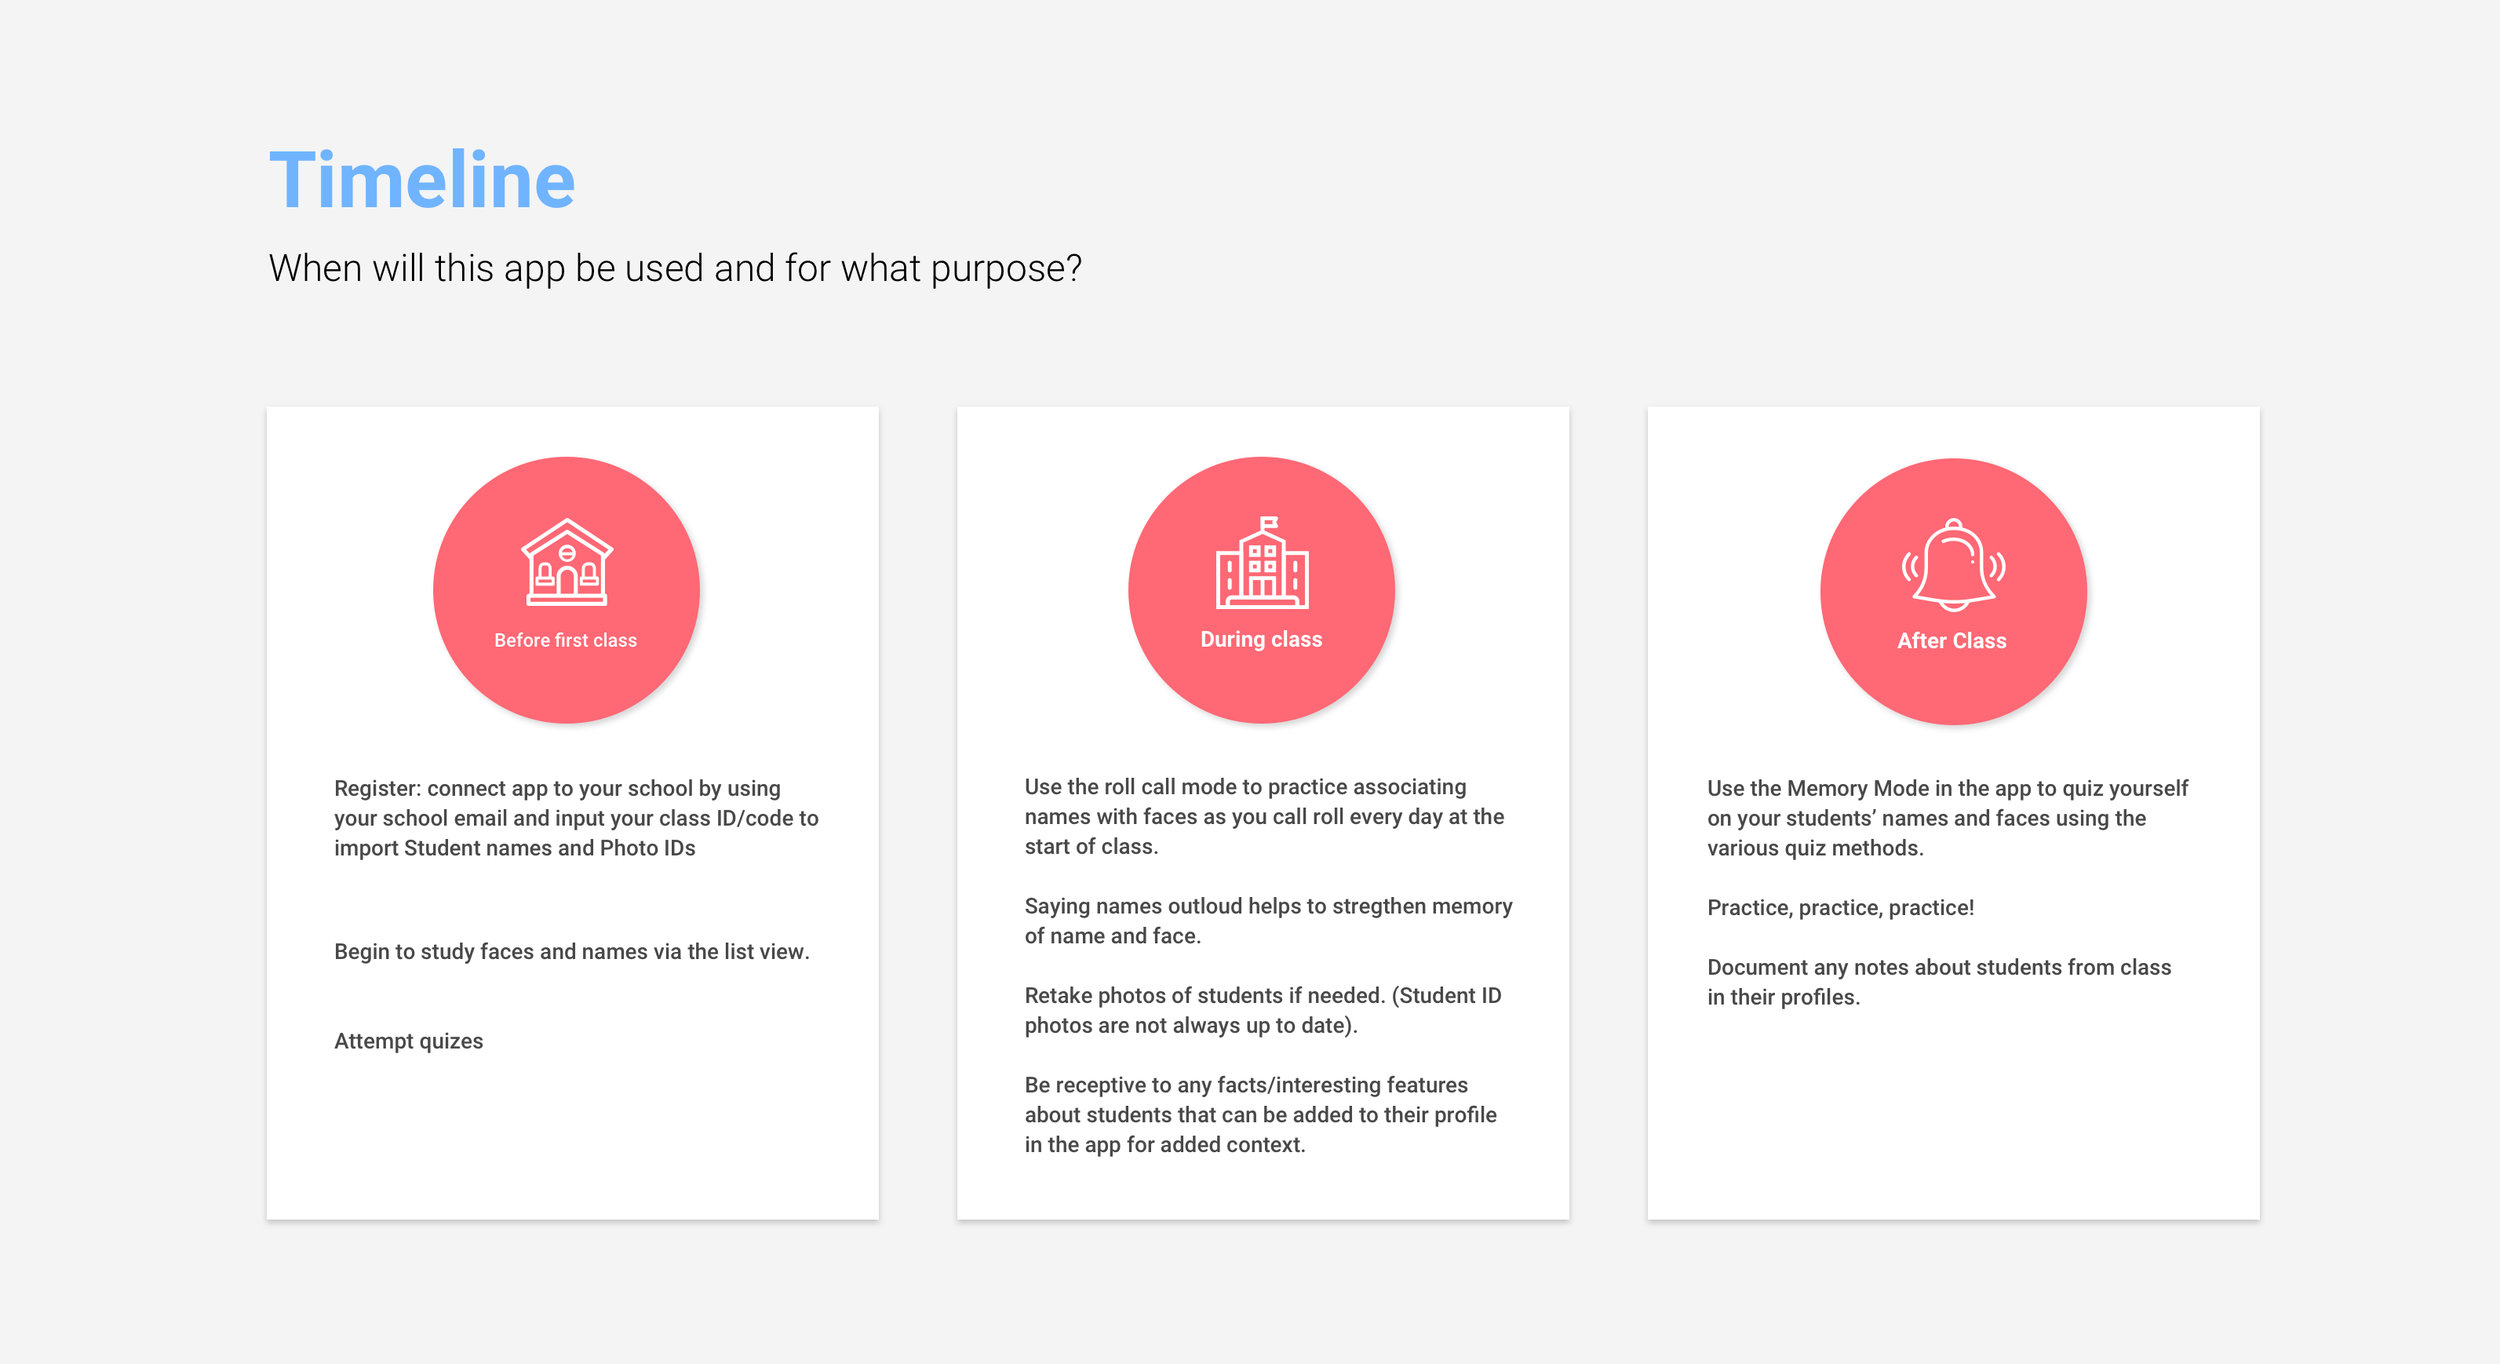 Timeline
When will this app be used and for what purpose?
Before first class
Register: connect app to your school by using
your school email and input your class ID/code to
import Student names and Photo IDs
Begin to study faces and names via the list view.
Attempt quizes
During class
Use the roll call mode to practice associating
names with faces as you call roll every day at the
start of class.
Saying names outloud helps to stregthen memory
of name and face.
Retake photos of students if needed. (Student ID
photos are not always up to date).
Be receptive to any facts/interesting features
about students that can be added to their profile
in the app for added context.
After Class
Use the Memory Mode in the app to quiz yourself
on your students’ names and faces using the
various quiz methods.
Practice, practice, practice!
Document any notes about students from class
in their profiles.